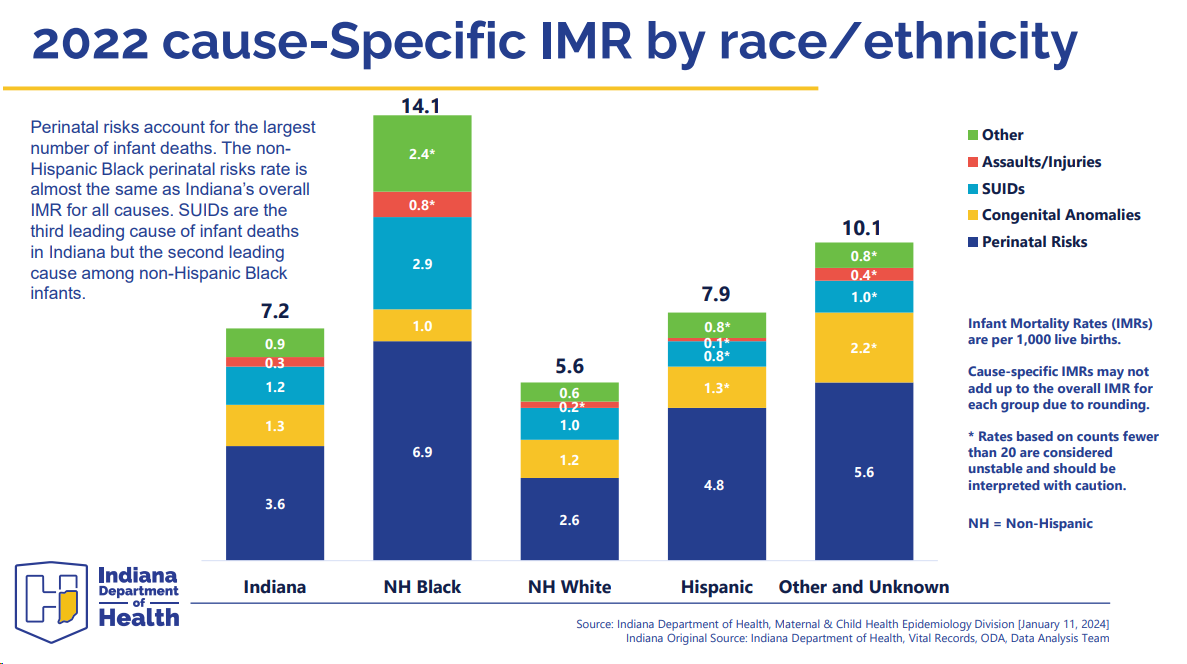 2022 cause-Specific IMR by race/ethnicity
Perinatal risks account for the largest
number of infant deaths. The non-
Hispanic Black perinatal risks rate is
almost the same as Indiana's overall
IMR for all causes. SUIDs are the
third leading cause of infant deaths
in Indiana but the second leading
cause among non-Hispanic Black
infants.
7.2
0.9
0.3
1.2
1.3
3.6
Indiana
14.1
2.4*
0.8*
2.9
1.0
6.9
NH Black
5.6
0.6
0.2*
1.0
1.2
2.6
NH White
7.9
0.8*
0.1*
0.8*
1.3*
4.8
Hispanic
10.1
0.8*
0.4*
1.0*
2.2*
5.6
Other and Unknown
Other
Assaults/Injuries
SUIDs
Congenital Anomalies
Perinatal Risks
Infant Mortality Rates (IMRs)
are per 1,000 live births.
Cause-specific IMRs may not
add up to the overall IMR for
each group due to rounding.
* Rates based on counts fewer
than 20 are considered
unstable and should be
interpreted with caution.
NH = Non-Hispanic
Indiana
Department
of
Health
Source: Indiana Department of Health, Maternal & Child Health Epidemiology Division [January 11, 2024]
Indiana Original Source: Indiana Department of Health, Vital Records, ODA, Data Analysis Team